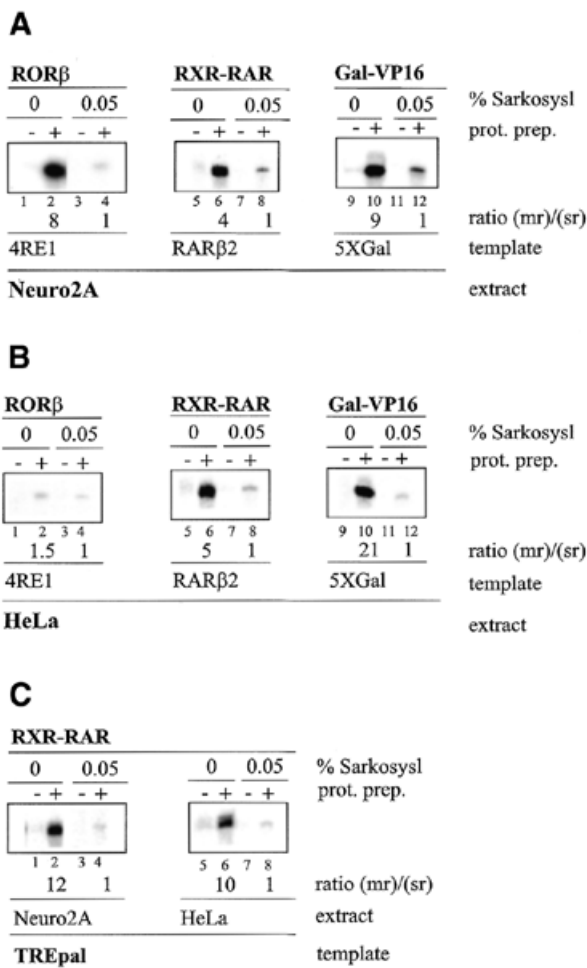 A
RORβ RXR-RAR Gal-VP16
0 0.05 0 0.05 0 0.05 % Sarkosysl
- + - + - + - + - + - + prot. prep.
1 2 3 4 5 6 7 8 9 10 11 12
8 1 4 1 9 1 ratio (mr)/(sr)
4RE1 RARβ2 5XGal template
Neuro2A extract
B
RORβ RXR-RAR Gal-VP16
0 0.05 0 0.05 0 0.05 % Sarkosysl
- + - + - + - + - + - + prot. prep.
1 2 3 4 5 6 7 8 9 10 11 12
1.5 1 5 1 21 1 ratio (mr)/(sr)
4RE1 RARβ2 5XGal template
HeLa extract
C
RXR-RAR
0 0.05 0 0.05 % Sarkosysl
- + - + - + - + prot. prep.
1 2 3 4 5 6 7 8
12 1 10 1 ratio (mr)/(sr)
Neuro2A HeLa extract
TREpal template